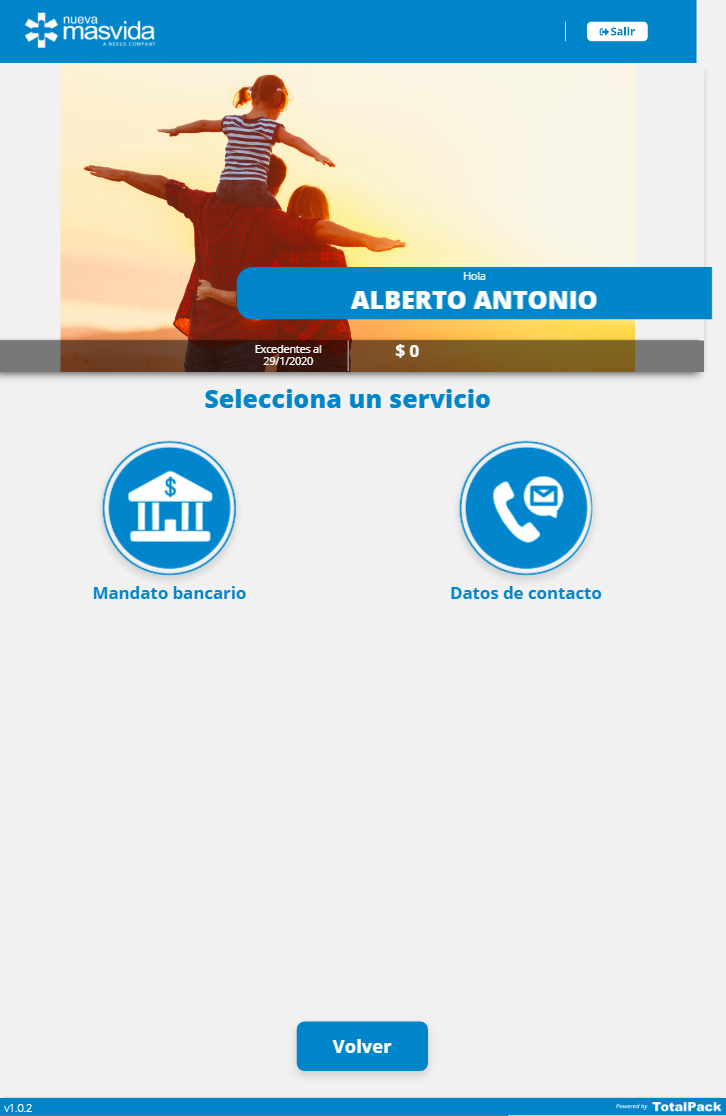 nueva
masvida
A NEXUS COMPANY
Salir
Hola
ALBERTO ANTONIO
Excedentes al
29/1/2020
$ 0
Selecciona un servicio
$
Mandato bancario
Datos de contacto
Volver
v1.0.2
Powered by TotalPack